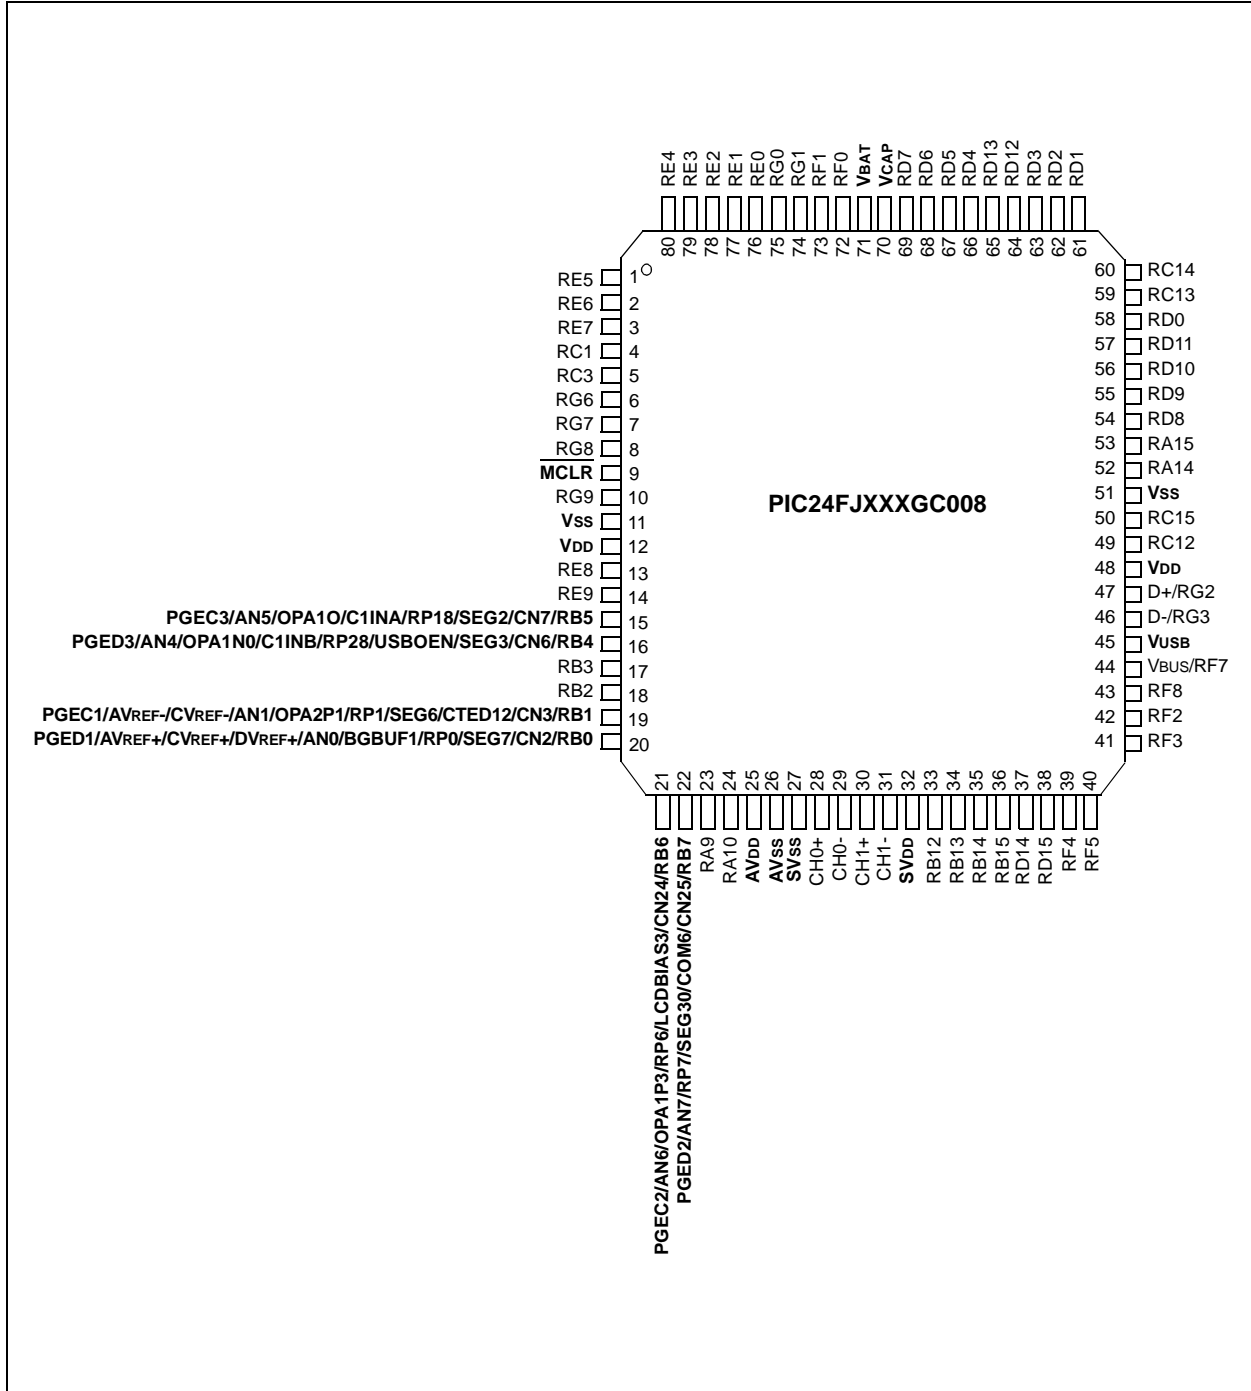 RE4
RE3
RE2
RE1
RE0
RG0
RG1
RF1
RF0
VBAT
VCAP
RD7
RD6
RD5
RD4
RD13
RD12
RD3
RD2
RD1
80
79
78
77
76
75
74
73
72
71
70
69
68
67
66
65
64
63
62
61
RE5 1
RE6 2
RE7 3
RC1 4
RC3 5
RG6 6
RG7 7
RG8 8
MCLR 9
RG9 10
VSS 11
VDD 12
RE8 13
RE9 14
PGEC3/AN5/OPA1O/C1INA/RP18/SEG2/CN7/RB5 15
PGED3/AN4/OPA1N0/C1INB/RP28/USBOEN/SEG3/CN6/RB4 16
RB3 17
RB2 18
PGEC1/AVREF-/CVREF-/AN1/OPA2P1/RP1/SEG6/CTED12/CN3/RB1 19
PGED1/AVREF+/CVREF+/DVREF+/AN0/BGBUF1/RP0/SEG7/CN2/RB0 20
PIC24FJXXXGC008
60 RC14
59 RC13
58 RD0
57 RD11
56 RD10
55 RD9
54 RD8
53 RA15
52 RA14
51 VSS
50 RC15
49 RC12
48 VDD
47 D+/RG2
46 D-/RG3
45 VUSB
44 VBUS/RF7
43 RF8
42 RF2
41 RF3
21
22
23
24
25
26
27
28
29
30
31
32
33
34
35
36
37
38
39
40
PGEC2/AN6/OPA1P3/RP6/LCDBIAS3/CN24/RB6
PGED2/AN7/RP7/SEG30/COM6/CN25/RB7
RA9
RA10
AVDD
AVSS
SVSS
CH0+
CH0-
CH1+
CH1-
SVDD
RB12
RB13
RB14
RB15
RD14
RD15
RF4
RF5